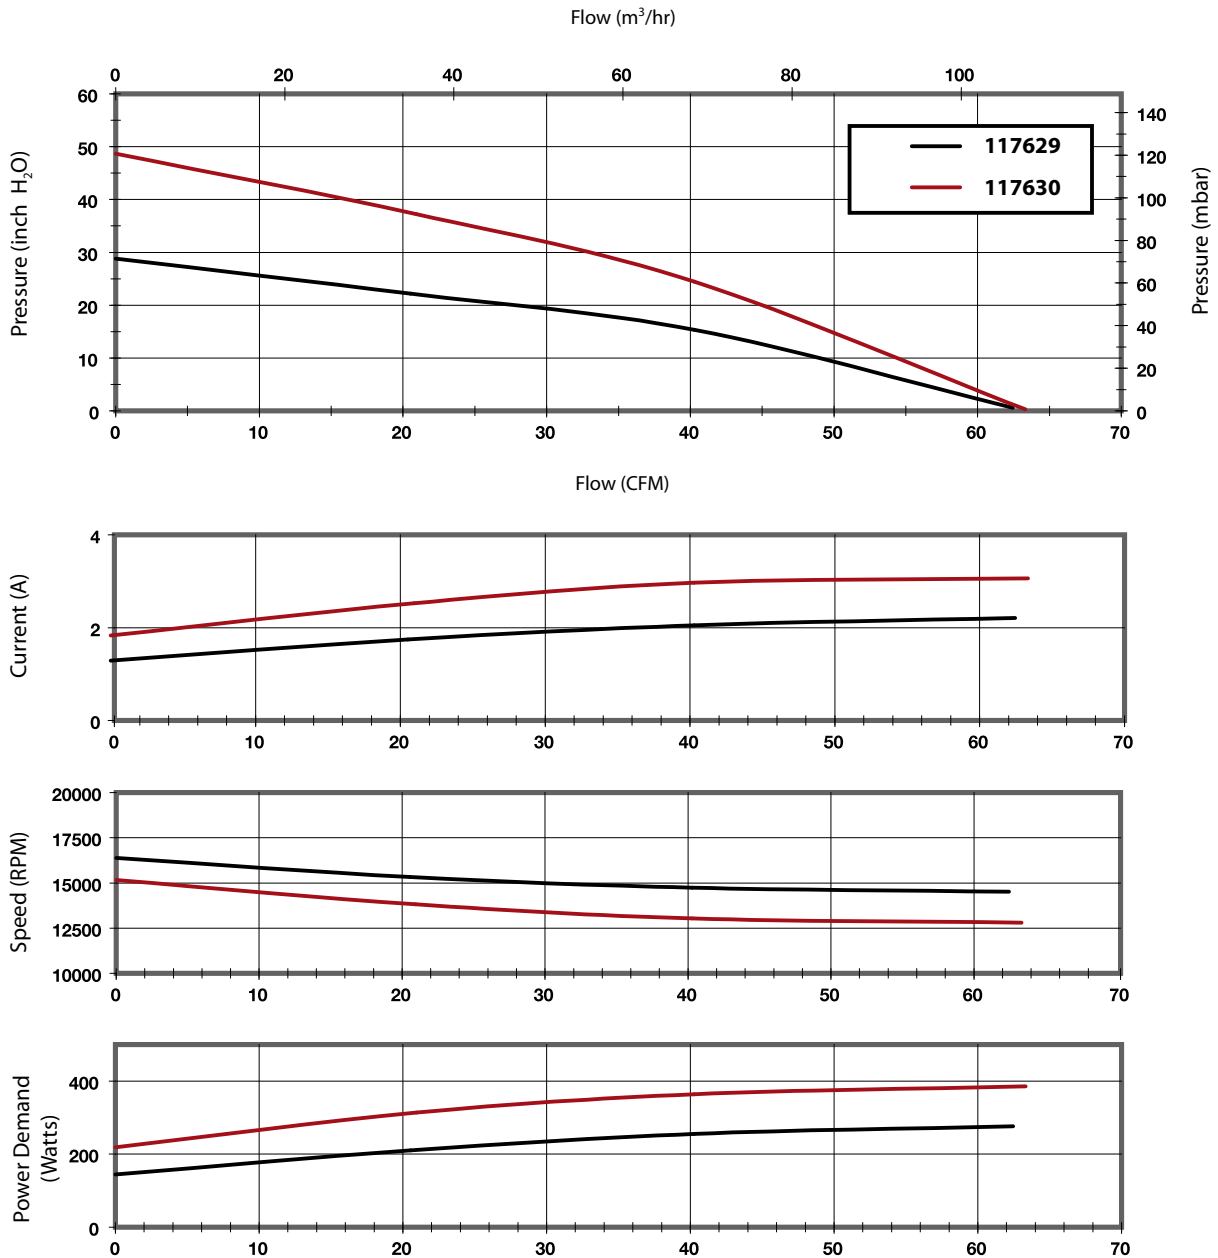 Flow (m³/hr)
0 20 40 60 80 100
60
50
40
30
20
10
0
Pressure (inch H₂O)
140
120
100
80
60
40
20
0
Pressure (mbar)
117629
117630
0 10 20 30 40 50 60 70
Flow (CFM)
4
2
0
Current (A)
0 10 20 30 40 50 60 70
20000
17500
15000
12500
10000
Speed (RPM)
0 10 20 30 40 50 60 70
400
200
0
Power Demand
(Watts)
0 10 20 30 40 50 60 70